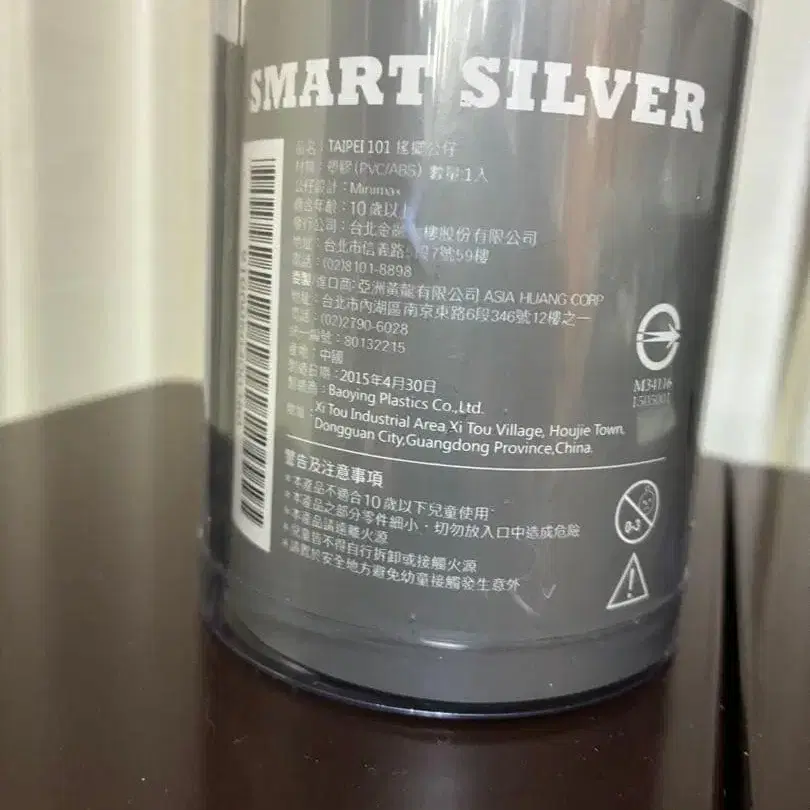 SMART SILVER
品名：TAIPEI 101 搖擺公仔
材質：塑膠(PVC/ABS) 數量:1入
公仔設計：Minimax
適合年齡：10歲以上
發行公司：台北金融大樓股份有限公司
地址：台北市信義路5段7號59樓
電話：(02)8101-8898
委製/進口商:亞洲黃龍有限公司 ASIA HUANG CORP
地址：台北市內湖區南京東路6段346號12樓之一
電話：(02)2790-6028
統一編號：80132215
產地：中國
製造日期：2015年4月30日
製造商：Baoying Plastics Co.,Ltd.
地址：Xi Tou Industrial Area,Xi Tou Village, Houjie Town,
Dongguan City,Guangdong Province,China.
警告及注意事項
*本產品不適合10歲以下兒童使用
*本產品之部分零件細小，切勿放入口中造成危險
*本產品請遠離火源
*兒童皆不得自行拆卸或接觸火源
*請置於安全地方避免幼童接觸發生意外
M34116
0-3